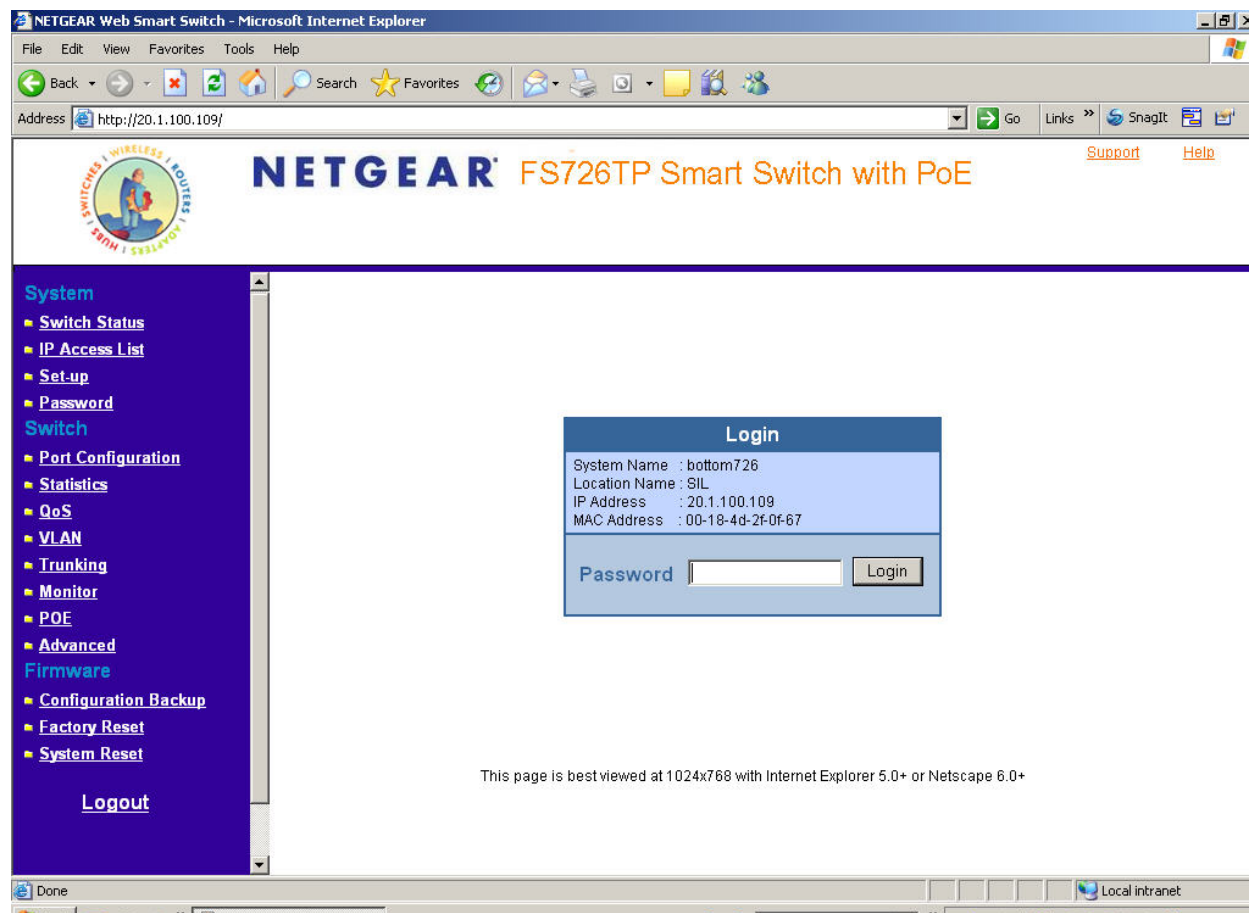 NETGEAR Web Smart Switch - Microsoft Internet Explorer
File Edit View Favorites Tools Help
Back Search Favorites
Address http://20.1.100.109/ Go Links » SnagIt
WIRELESS | ROUTERS | ADAPTERS | HUBS | SWITCHES |
NETGEAR FS726TP Smart Switch with PoE
Support Help
System
Switch Status
IP Access List
Set-up
Password
Switch
Port Configuration
Statistics
QoS
VLAN
Trunking
Monitor
POE
Advanced
Firmware
Configuration Backup
Factory Reset
System Reset
Logout
Login
System Name : bottom726
Location Name : SIL
IP Address : 20.1.100.109
MAC Address : 00-18-4d-2f-0f-67
Password Login
This page is best viewed at 1024x768 with Internet Explorer 5.0+ or Netscape 6.0+
Done Local intranet